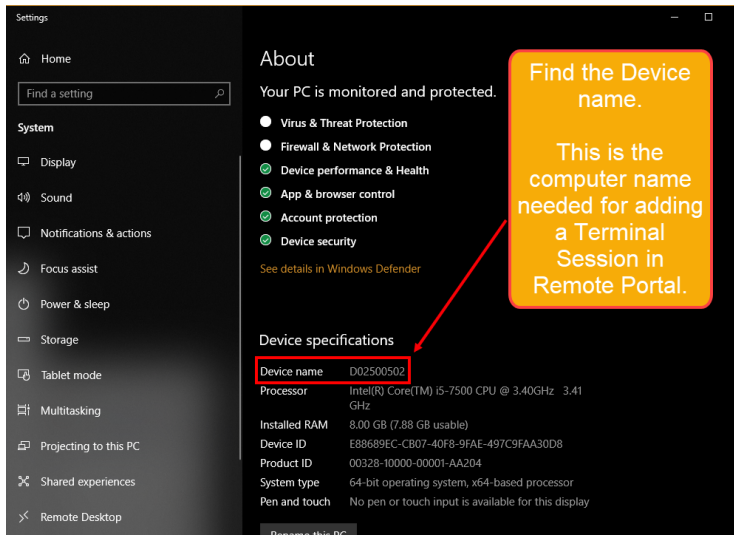 Settings
Home
Find a setting
System
Display
Sound
Notifications & actions
Focus assist
Power & sleep
Storage
Tablet mode
Multitasking
Projecting to this PC
Shared experiences
Remote Desktop
About
Your PC is monitored and protected.
Virus & Threat Protection
Firewall & Network Protection
Device performance & Health
App & browser control
Account protection
Device security
See details in Windows Defender
Device specifications
Device name D02500502
Processor Intel(R) Core(TM) i5-7500 CPU @ 3.40GHz 3.41
GHz
Installed RAM 8.00 GB (7.88 GB usable)
Device ID E88689EC-CB07-40F8-9FAE-497C9FAA30D8
Product ID 00328-10000-00001-AA204
System type 64-bit operating system, x64-based processor
Pen and touch No pen or touch input is available for this display
Rename this PC
Find the Device
name.
This is the
computer name
needed for adding
a Terminal
Session in
Remote Portal.